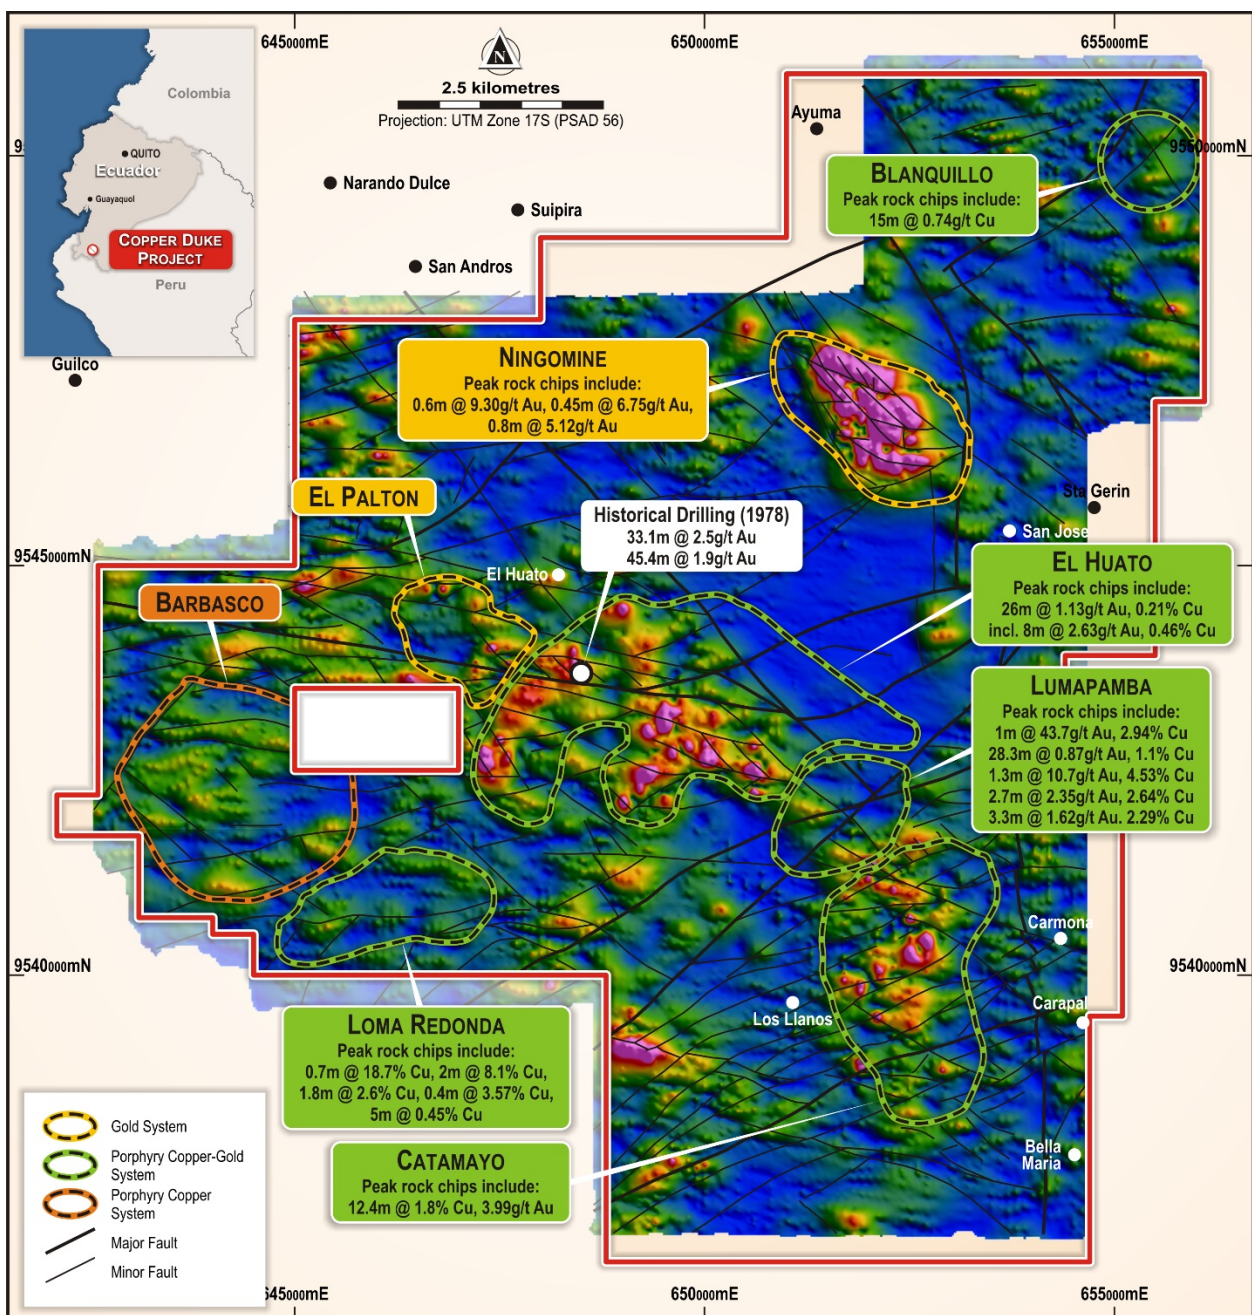 645000mE
650000mE
655000mE
Colombia
QUITO
Ecuador
Guayaquol
COPPER DUKE
PROJECT
Peru
N
2.5 kilometres
Projection: UTM Zone 17S (PSAD 56)
Ayuma
9550000mN
Narando Dulce
Suipira
San Andros
Guilco
BLANQUILLO
Peak rock chips include:
15m @ 0.74g/t Cu
NINGOMINE
Peak rock chips include:
0.6m @ 9.30g/t Au, 0.45m @ 6.75g/t Au,
0.8m @ 5.12g/t Au
EL PALTON
Sta Gerin
San Jose
Historical Drilling (1978)
33.1m @ 2.5g/t Au
45.4m @ 1.9g/t Au
9545000mN
El Huato
BARBASCO
EL HUATO
Peak rock chips include:
26m @ 1.13g/t Au, 0.21% Cu
incl. 8m @ 2.63g/t Au, 0.46% Cu
LUMAPAMBA
Peak rock chips include:
1m @ 43.7g/t Au, 2.94% Cu
28.3m @ 0.87g/t Au, 1.1% Cu
1.3m @ 10.7g/t Au, 4.53% Cu
2.7m @ 2.35g/t Au, 2.64% Cu
3.3m @ 1.62g/t Au. 2.29% Cu
Carmona
9540000mN
9540000mN
Carapal
Los Llanos
LOMA REDONDA
Peak rock chips include:
0.7m @ 18.7% Cu, 2m @ 8.1% Cu,
1.8m @ 2.6% Cu, 0.4m @ 3.57% Cu,
5m @ 0.45% Cu
CATAMAYO
Peak rock chips include:
12.4m @ 1.8% Cu, 3.99g/t Au
Bella
Maria
Gold System
Porphyry Copper-Gold
System
Porphyry Copper
System
Major Fault
Minor Fault
645000mE
650000mE
655000mE